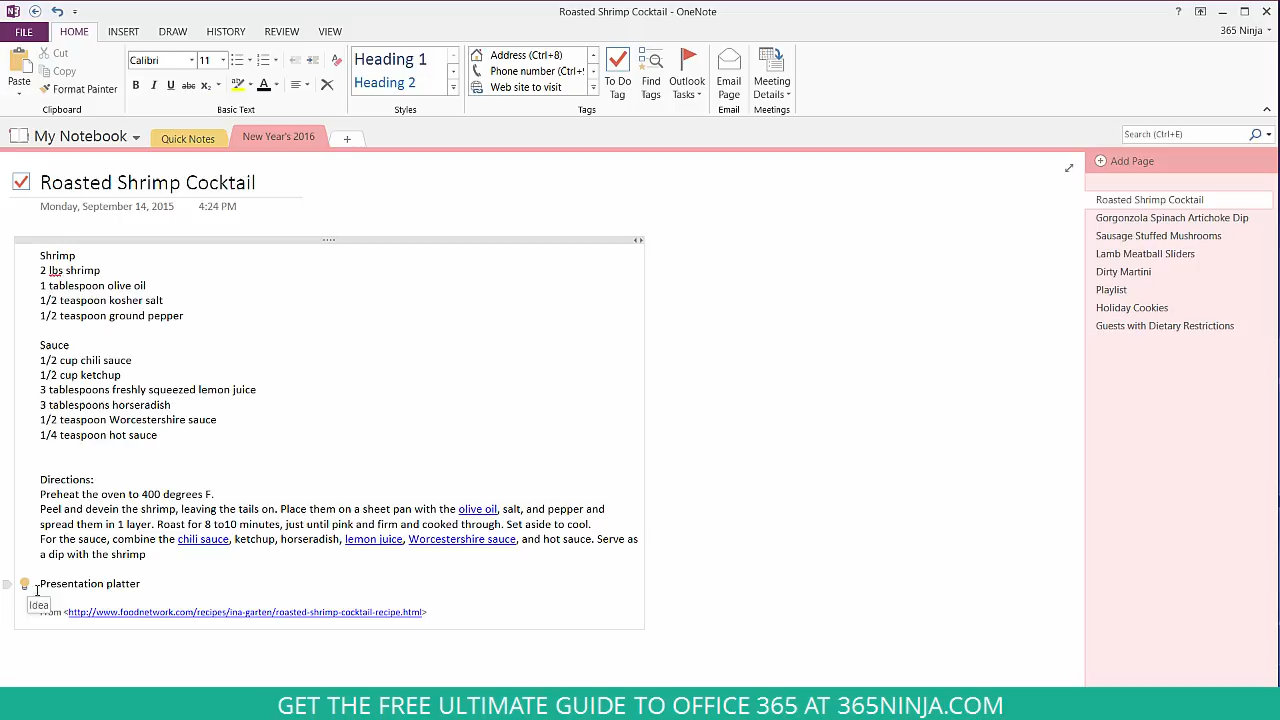 Roasted Shrimp Cocktail - OneNote
FILE HOME INSERT DRAW HISTORY REVIEW VIEW
365 Ninja
Paste
Cut
Copy
Format Painter
Clipboard
Calibri 11
Basic Text
Heading 1
Heading 2
Styles
Address (Ctrl+8)
Phone number (Ctrl+!
Web site to visit
Tags
To Do
Tag
Find
Tags
Outlook
Tasks
Email
Page
Email
Meeting
Details
Meetings
My Notebook Quick Notes New Year's 2016 +
Search (Ctrl+E)
Roasted Shrimp Cocktail
Monday, September 14, 2015 4:24 PM
Shrimp
2 lbs shrimp
1 tablespoon olive oil
1/2 teaspoon kosher salt
1/2 teaspoon ground pepper
Sauce
1/2 cup chili sauce
1/2 cup ketchup
3 tablespoons freshly squeezed lemon juice
3 tablespoons horseradish
1/2 teaspoon Worcestershire sauce
1/4 teaspoon hot sauce
Directions:
Preheat the oven to 400 degrees F.
Peel and devein the shrimp, leaving the tails on. Place them on a sheet pan with the olive oil, salt, and pepper and
spread them in 1 layer. Roast for 8 to10 minutes, just until pink and firm and cooked through. Set aside to cool.
For the sauce, combine the chili sauce, ketchup, horseradish, lemon juice, Worcestershire sauce, and hot sauce. Serve as
a dip with the shrimp
Presentation platter
Idea
From <http://www.foodnetwork.com/recipes/ina-garten/roasted-shrimp-cocktail-recipe.html>
Add Page
Roasted Shrimp Cocktail
Gorgonzola Spinach Artichoke Dip
Sausage Stuffed Mushrooms
Lamb Meatball Sliders
Dirty Martini
Playlist
Holiday Cookies
Guests with Dietary Restrictions
GET THE FREE ULTIMATE GUIDE TO OFFICE 365 AT 365NINJA.COM